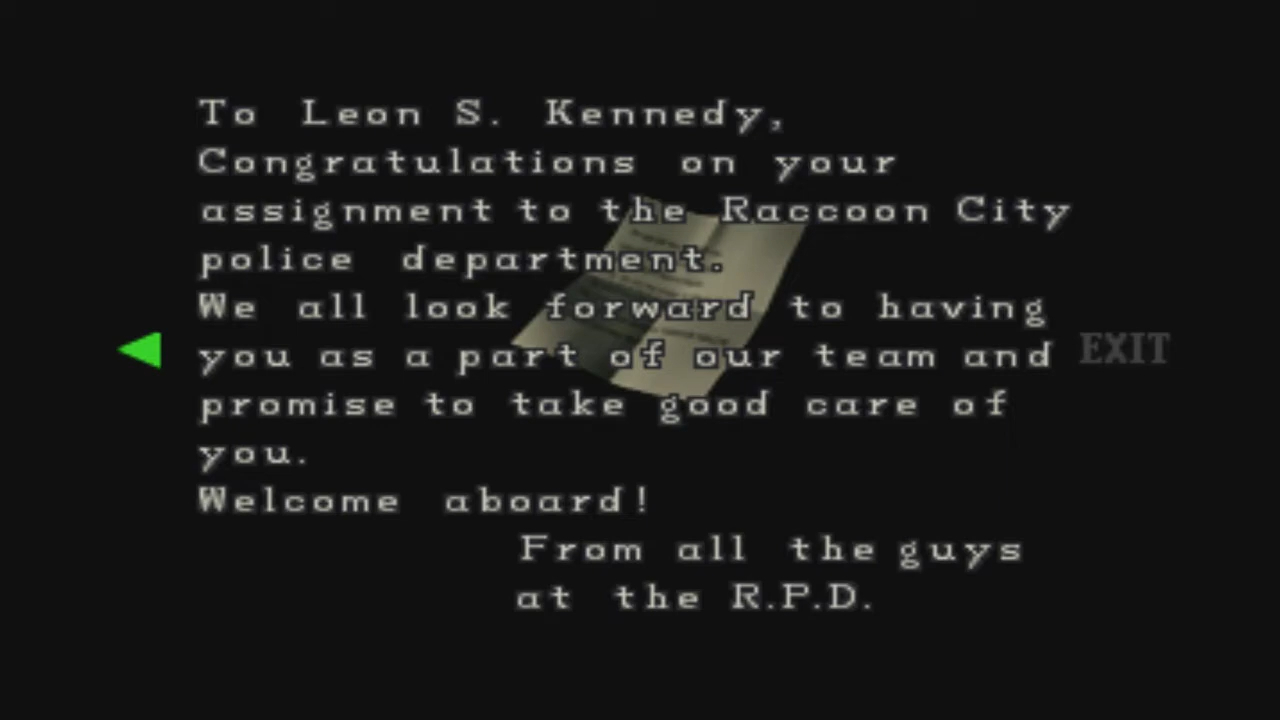 To Leon S. Kennedy,
Congratulations on your
assignment to the Raccoon City
police department.
We all look forward to having
you as a part of our team and
promise to take good care of
you.
Welcome aboard!
From all the guys
at the R.P.D.
EXIT